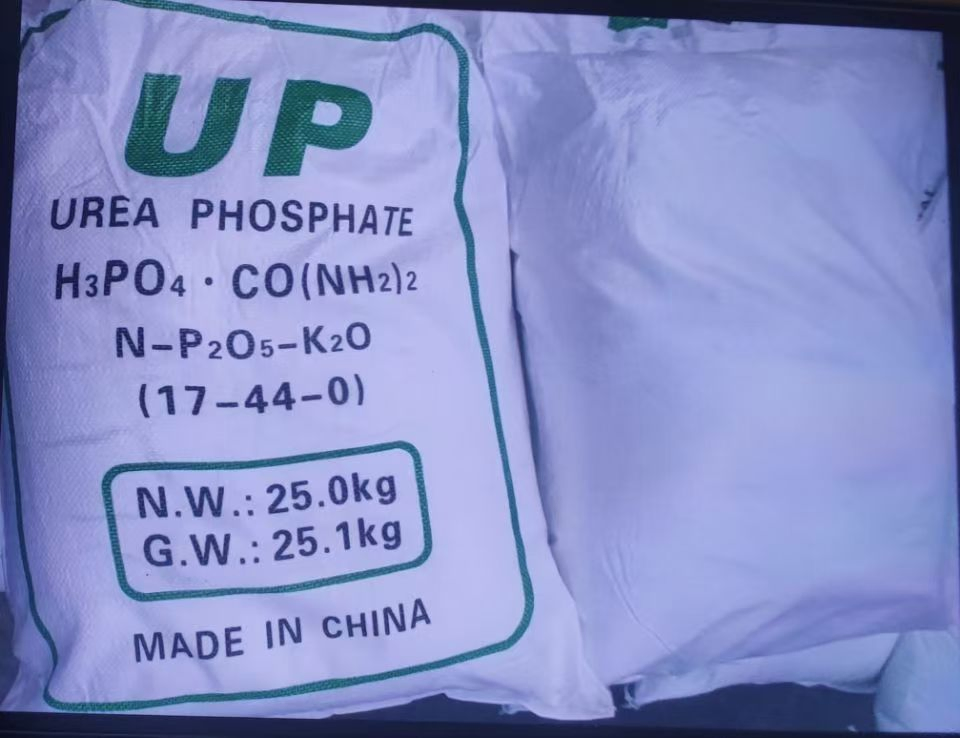 UP
UREA PHOSPHATE
H3PO4 · CO(NH2)2
N-P2O5-K2O
(17-44-0)
N.W.: 25.0kg
G.W.: 25.1kg
MADE IN CHINA